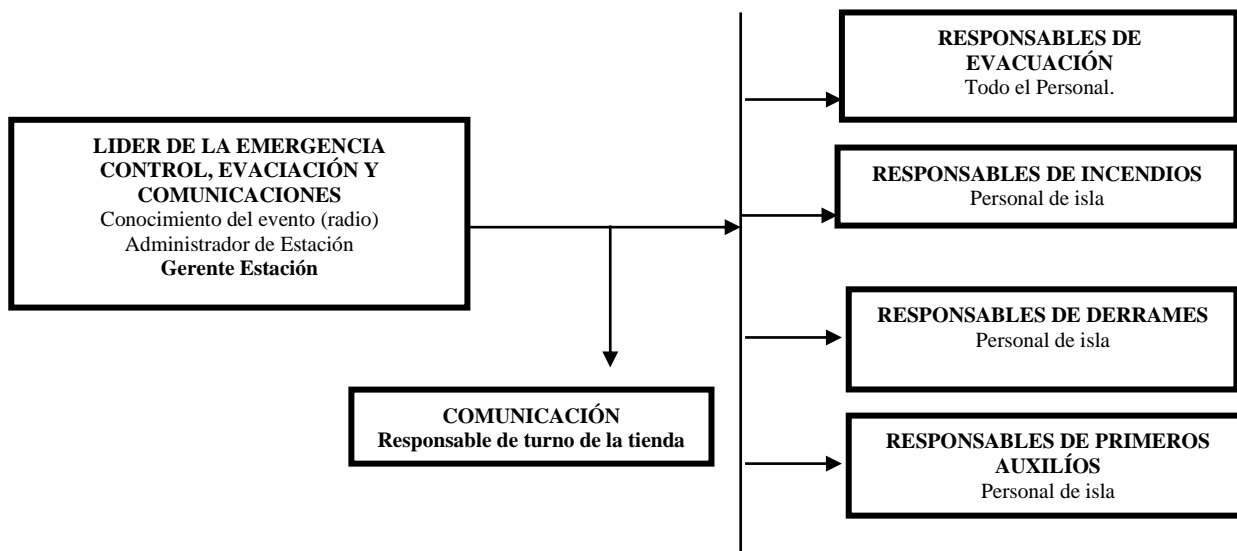 LIDER DE LA EMERGENCIA
CONTROL, EVACIACIÓN Y
COMUNICACIONES
Conocimiento del evento (radio)
Administrador de Estación
Gerente Estación
COMUNICACIÓN
Responsable de turno de la tienda
RESPONSABLES DE
EVACUACIÓN
Todo el Personal.
RESPONSABLES DE INCENDIOS
Personal de isla
RESPONSABLES DE DERRAMES
Personal de isla
RESPONSABLES DE PRIMEROS
AUXILÍOS
Personal de isla